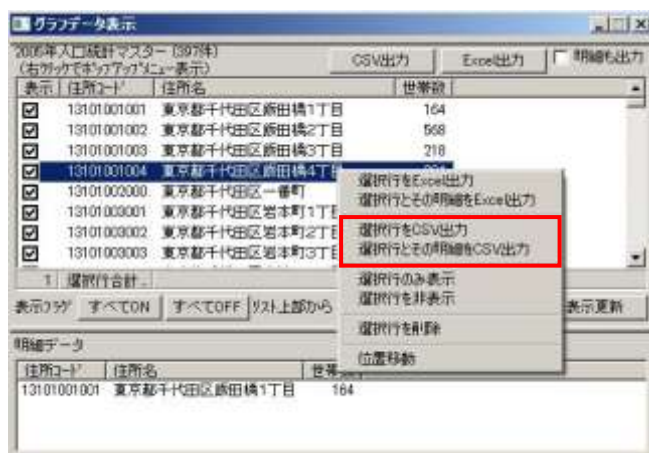 グラフデータ表示
2005年人口統計マスター (397件)
(右クリックでポップアップメニュー表示)
CSV出力 Excel出力 明細も出力
表示 住所コード 住所名 世帯数
13101001001 東京都千代田区飯田橋1丁目 164
13101001002 東京都千代田区飯田橋2丁目 568
13101001003 東京都千代田区飯田橋3丁目 218
13101001004 東京都千代田区飯田橋4丁目
13101002000 東京都千代田区一番町
13101003001 東京都千代田区岩本町1丁目
13101003002 東京都千代田区岩本町2丁目
13101003003 東京都千代田区岩本町3丁目
1 選択行合計
選択行をExcel出力
選択行とその明細をExcel出力
選択行をCSV出力
選択行とその明細をCSV出力
選択行のみ表示
選択行を非表示
選択行を削除
位置移動
表示フラグ すべてON すべてOFF リスト上部から 表示更新
明細データ
住所コード 住所名 世帯数
13101001001 東京都千代田区飯田橋1丁目 164